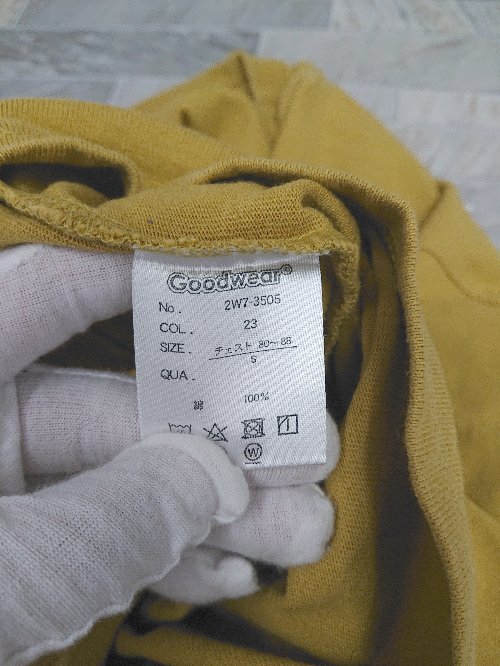 Goodwear®
No. 2W7-3505
COL. 23
SIZE. チェスト 80～88
S
QUA.
綿 100%
W